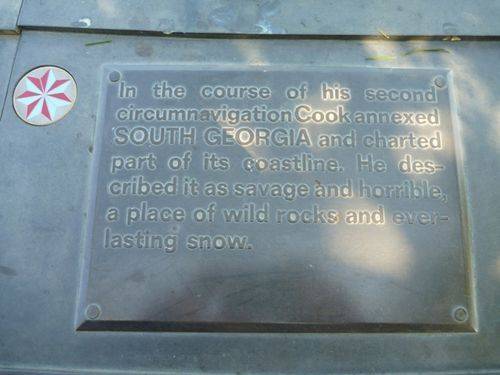 In the course of his second
circumnavigation Cook annexed
SOUTH GEORGIA and charted
part of its coastline. He des-
cribed it as savage and horrible,
a place of wild rocks and ever-
lasting snow.